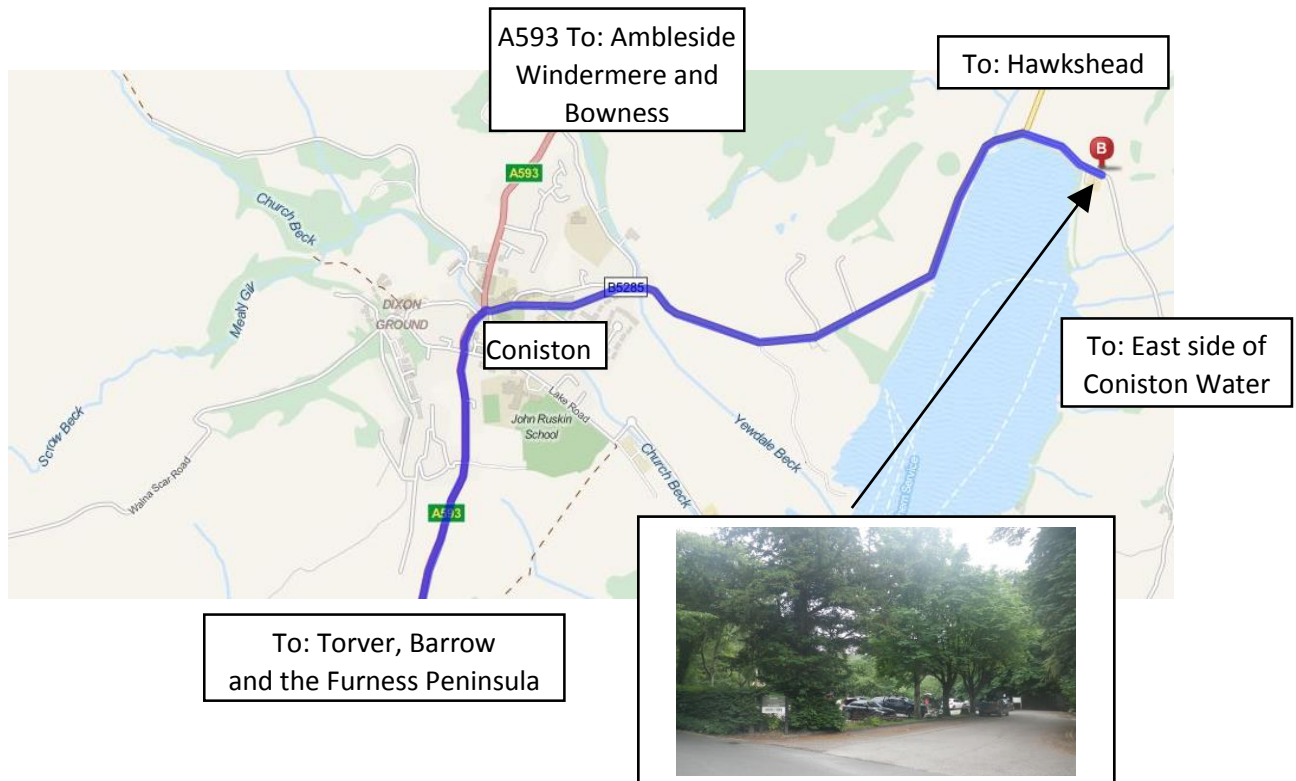 A593 To: Ambleside
Windermere and
Bowness
To: Hawkshead
B
A593
Church Beck
DIXON
GROUND
B5285
Mealy Gill
Coniston
To: East side of
Coniston Water
Lake Road
John Ruskin
School
Church Beck
Yewdale Beck
Scrow Beck
Walna Scar Road
A593
Service
To: Torver, Barrow
and the Furness Peninsula